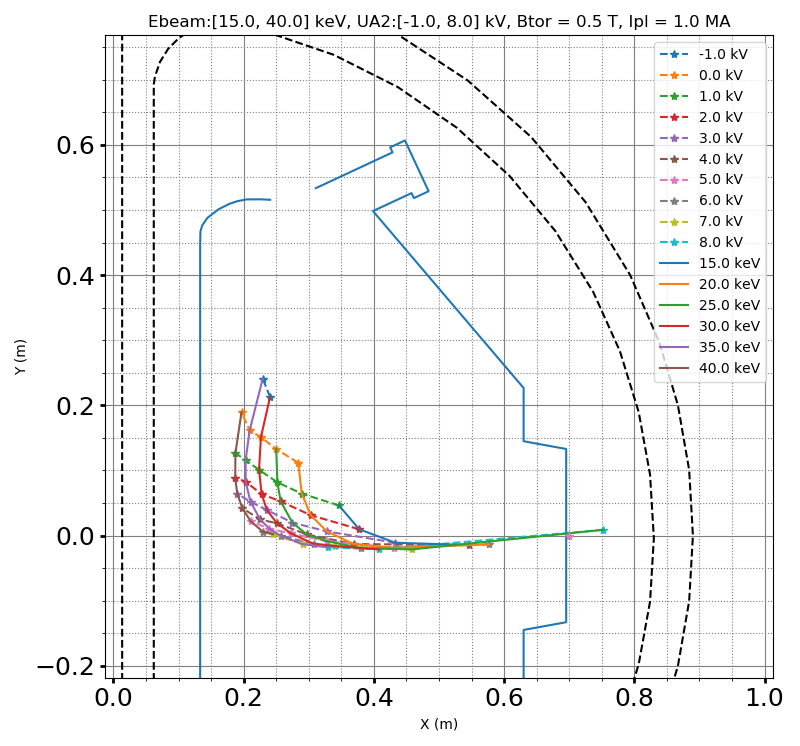 Ebeam:[15.0, 40.0] keV, UA2:[-1.0, 8.0] kV, Btor = 0.5 T, Ipl = 1.0 MA
-1.0 kV
0.0 kV
1.0 kV
2.0 kV
3.0 kV
4.0 kV
5.0 kV
6.0 kV
7.0 kV
8.0 kV
15.0 keV
20.0 keV
25.0 keV
30.0 keV
35.0 keV
40.0 keV
Y (m)
0.6
0.4
0.2
0.0
−0.2
0.0 0.2 0.4 0.6 0.8 1.0
X (m)